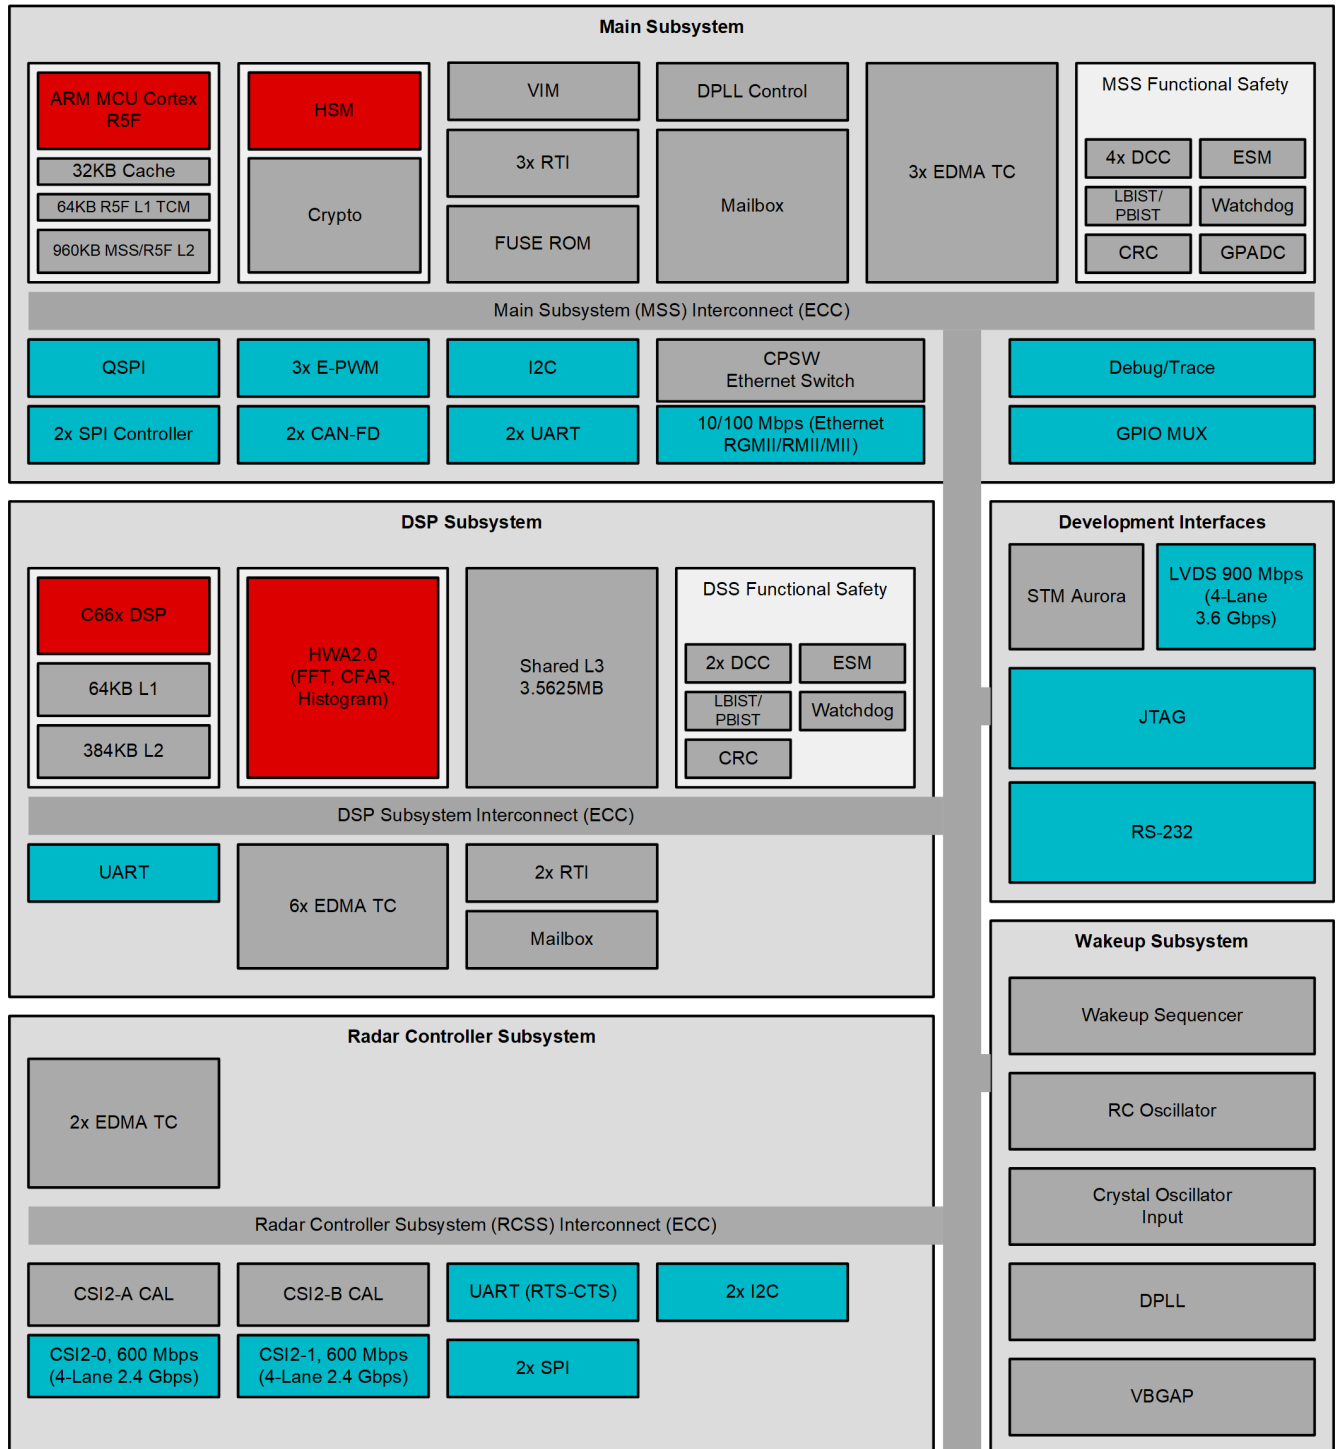 Main Subsystem
ARM MCU Cortex
R5F
32KB Cache
64KB R5F L1 TCM
960KB MSS/R5F L2
HSM
Crypto
VIM
3x RTI
FUSE ROM
DPLL Control
Mailbox
3x EDMA TC
MSS Functional Safety
4x DCC
ESM
LBIST/
PBIST
Watchdog
CRC
GPADC
Main Subsystem (MSS) Interconnect (ECC)
QSPI
3x E-PWM
I2C
CPSW
Ethernet Switch
Debug/Trace
2x SPI Controller
2x CAN-FD
2x UART
10/100 Mbps (Ethernet
RGMII/RMII/MII)
GPIO MUX
DSP Subsystem
C66x DSP
64KB L1
384KB L2
HWA2.0
(FFT, CFAR,
Histogram)
Shared L3
3.5625MB
DSS Functional Safety
2x DCC
ESM
LBIST/
PBIST
Watchdog
CRC
DSP Subsystem Interconnect (ECC)
UART
6x EDMA TC
2x RTI
Mailbox
Development Interfaces
STM Aurora
LVDS 900 Mbps
(4-Lane
3.6 Gbps)
JTAG
RS-232
Radar Controller Subsystem
2x EDMA TC
Radar Controller Subsystem (RCSS) Interconnect (ECC)
CSI2-A CAL
CSI2-B CAL
UART (RTS-CTS)
2x I2C
CSI2-0, 600 Mbps
(4-Lane 2.4 Gbps)
CSI2-1, 600 Mbps
(4-Lane 2.4 Gbps)
2x SPI
Wakeup Subsystem
Wakeup Sequencer
RC Oscillator
Crystal Oscillator
Input
DPLL
VBGAP